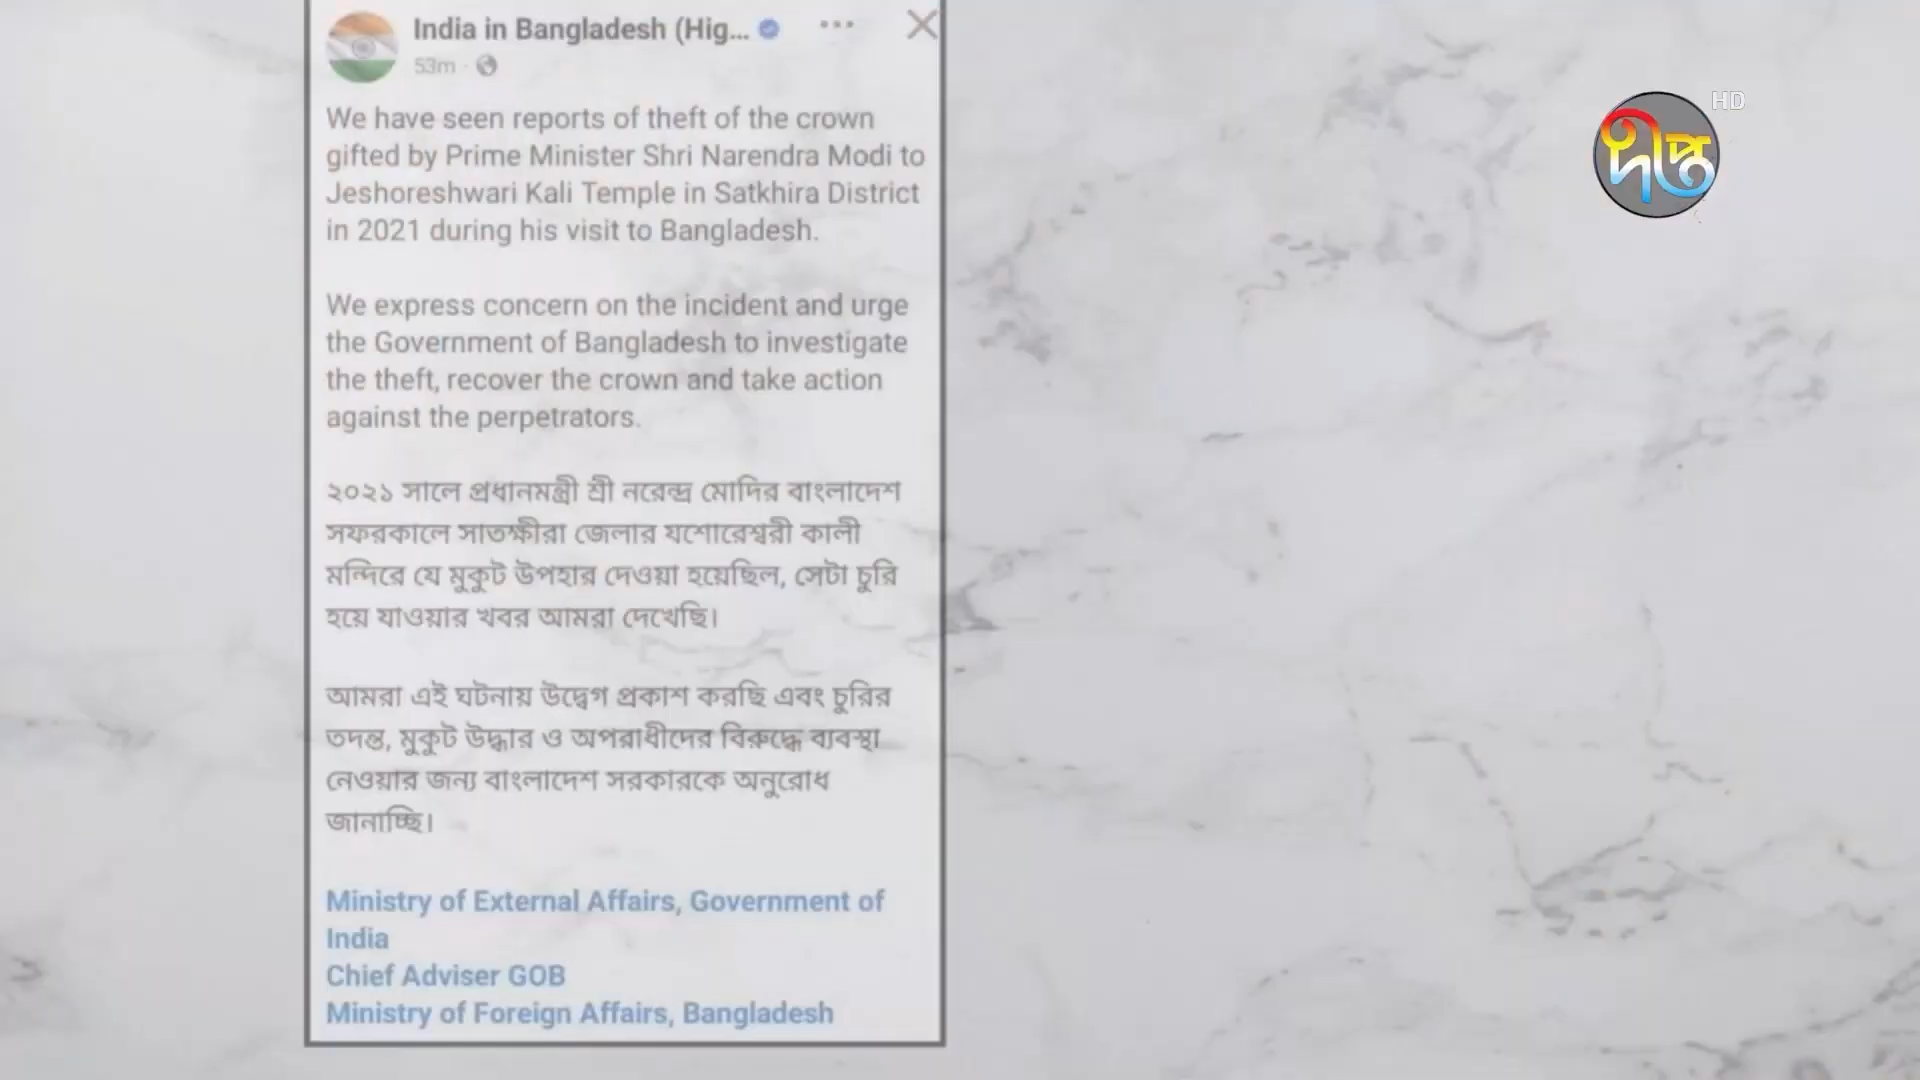 India in Bangladesh (Hig...
53m
We have seen reports of theft of the crown
gifted by Prime Minister Shri Narendra Modi to
Jeshoreshwari Kali Temple in Satkhira District
in 2021 during his visit to Bangladesh.
We express concern on the incident and urge
the Government of Bangladesh to investigate
the theft, recover the crown and take action
against the perpetrators.
২০২১ সালে প্রধানমন্ত্রী শ্রী নরেন্দ্র মোদির বাংলাদেশ
সফরকালে সাতক্ষীরা জেলার যশোরেশ্বরী কালী
মন্দিরে যে মুকুট উপহার দেওয়া হয়েছিল, সেটা চুরি
হয়ে যাওয়ার খবর আমরা দেখেছি।
আমরা এই ঘটনায় উদ্বেগ প্রকাশ করছি এবং চুরির
তদন্ত, মুকুট উদ্ধার ও অপরাধীদের বিরুদ্ধে ব্যবস্থা
নেওয়ার জন্য বাংলাদেশ সরকারকে অনুরোধ
জানাচ্ছি।
Ministry of External Affairs, Government of
India
Chief Adviser GOB
Ministry of Foreign Affairs, Bangladesh
HD
দীপ্ত